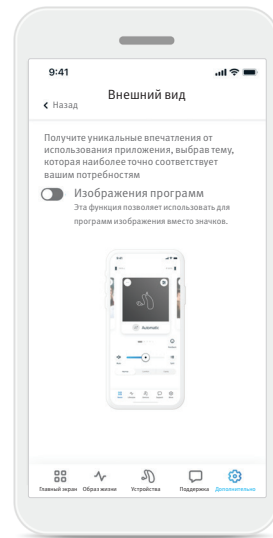 9:41
Внешний вид
Назад
Получите уникальные впечатления от
использования приложения, выбрав тему,
которая наиболее точно соответствует
вашим потребностям
Изображения программ
Эта функция позволяет использовать для
программ изображения вместо значков.
Automatic
Главный экран Образ жизни Устройства Поддержка Дополнительно